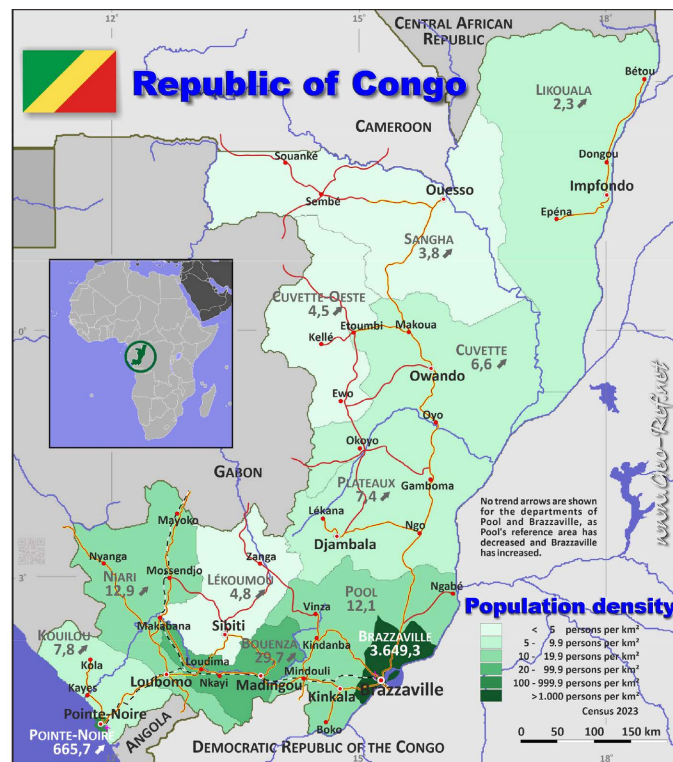 12°
15°
18°
CENTRAL AFRICAN
REPUBLIC
Republic of Congo
LIKOUALA
2,3
Bétou
CAMEROON
Souanké
Dongou
Sembé
Ouesso
Impfondo
Epéna
SANGHA
3,8
CUVETTE-OESTE
4,5
0°
Etoumbi
Makoua
Kellé
CUVETTE
6,6
Owando
Ewo
Oyo
Okoyo
GABON
PLATEAUX
7,4
Gamboma
www.Geo-Ref.net
No trend arrows are shown
for the departments of
Pool and Brazzaville, as
Pool's reference area has
decreased and Brazzaville
has increased.
Lékana
Mayoko
Ngo
Djambala
Nyanga
Zanga
3°
NIARI
12,9
Mossendjo
LÉKOUMOU
4,8
POOL
12,1
Ngabé
Population density
Vinza
Makabana
Sibiti
KOUILOU
7,8
Kola
BOUENZA
29,7
Kindanba
BRAZZAVILLE
3.649,3
< 5 persons per km²
5 - 9.9 persons per km²
10 - 19.9 persons per km²
20 - 99.9 persons per km²
100 - 999.9 persons per km²
>1.000 persons per km²
Census 2023
Loudima
Loubomo
Nkayi
Madingou
Mindouli
Kinkala
Brazzaville
Kayes
Pointe-Noire
Boko
POINTE-NOIRE
665,7
ANGOLA
DEMOCRATIC REPUBLIC OF THE CONGO
0 50 100 150 km
15°
18°